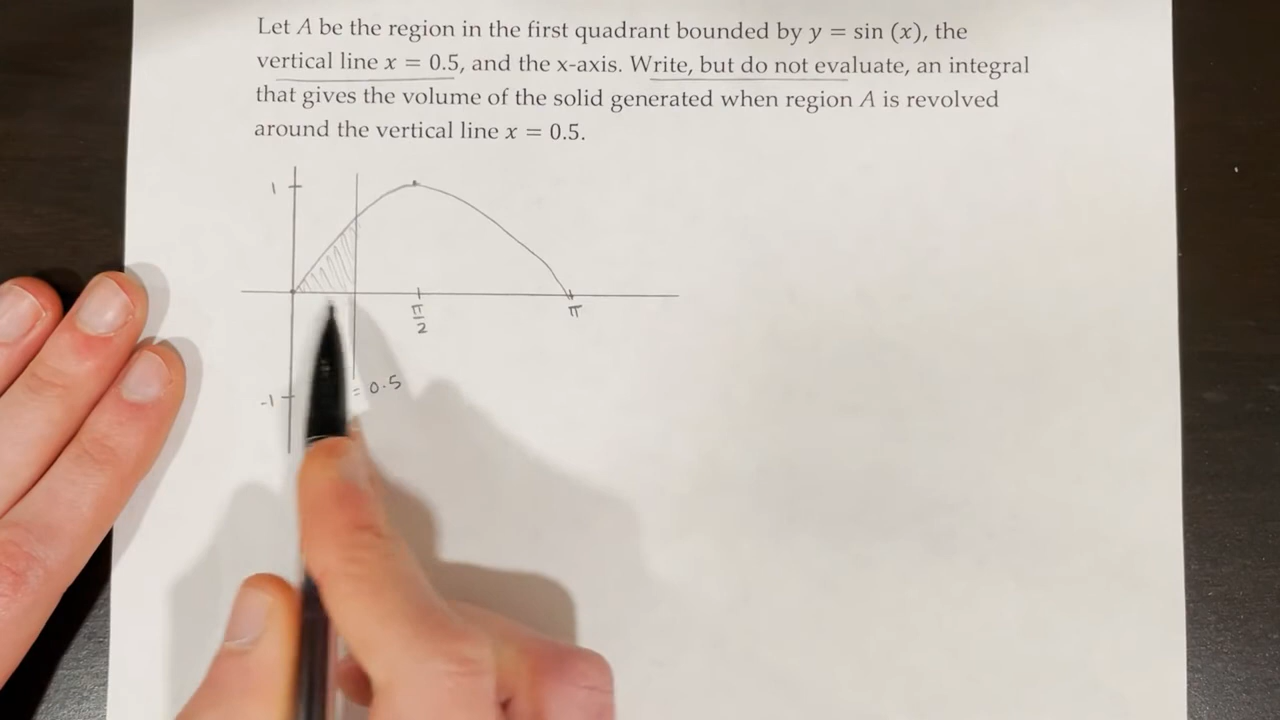 Let A be the region in the first quadrant bounded by y = sin (x), the
vertical line x = 0.5, and the x-axis. Write, but do not evaluate, an integral
that gives the volume of the solid generated when region A is revolved
around the vertical line x = 0.5.
1
π/2
π
-1
= 0.5